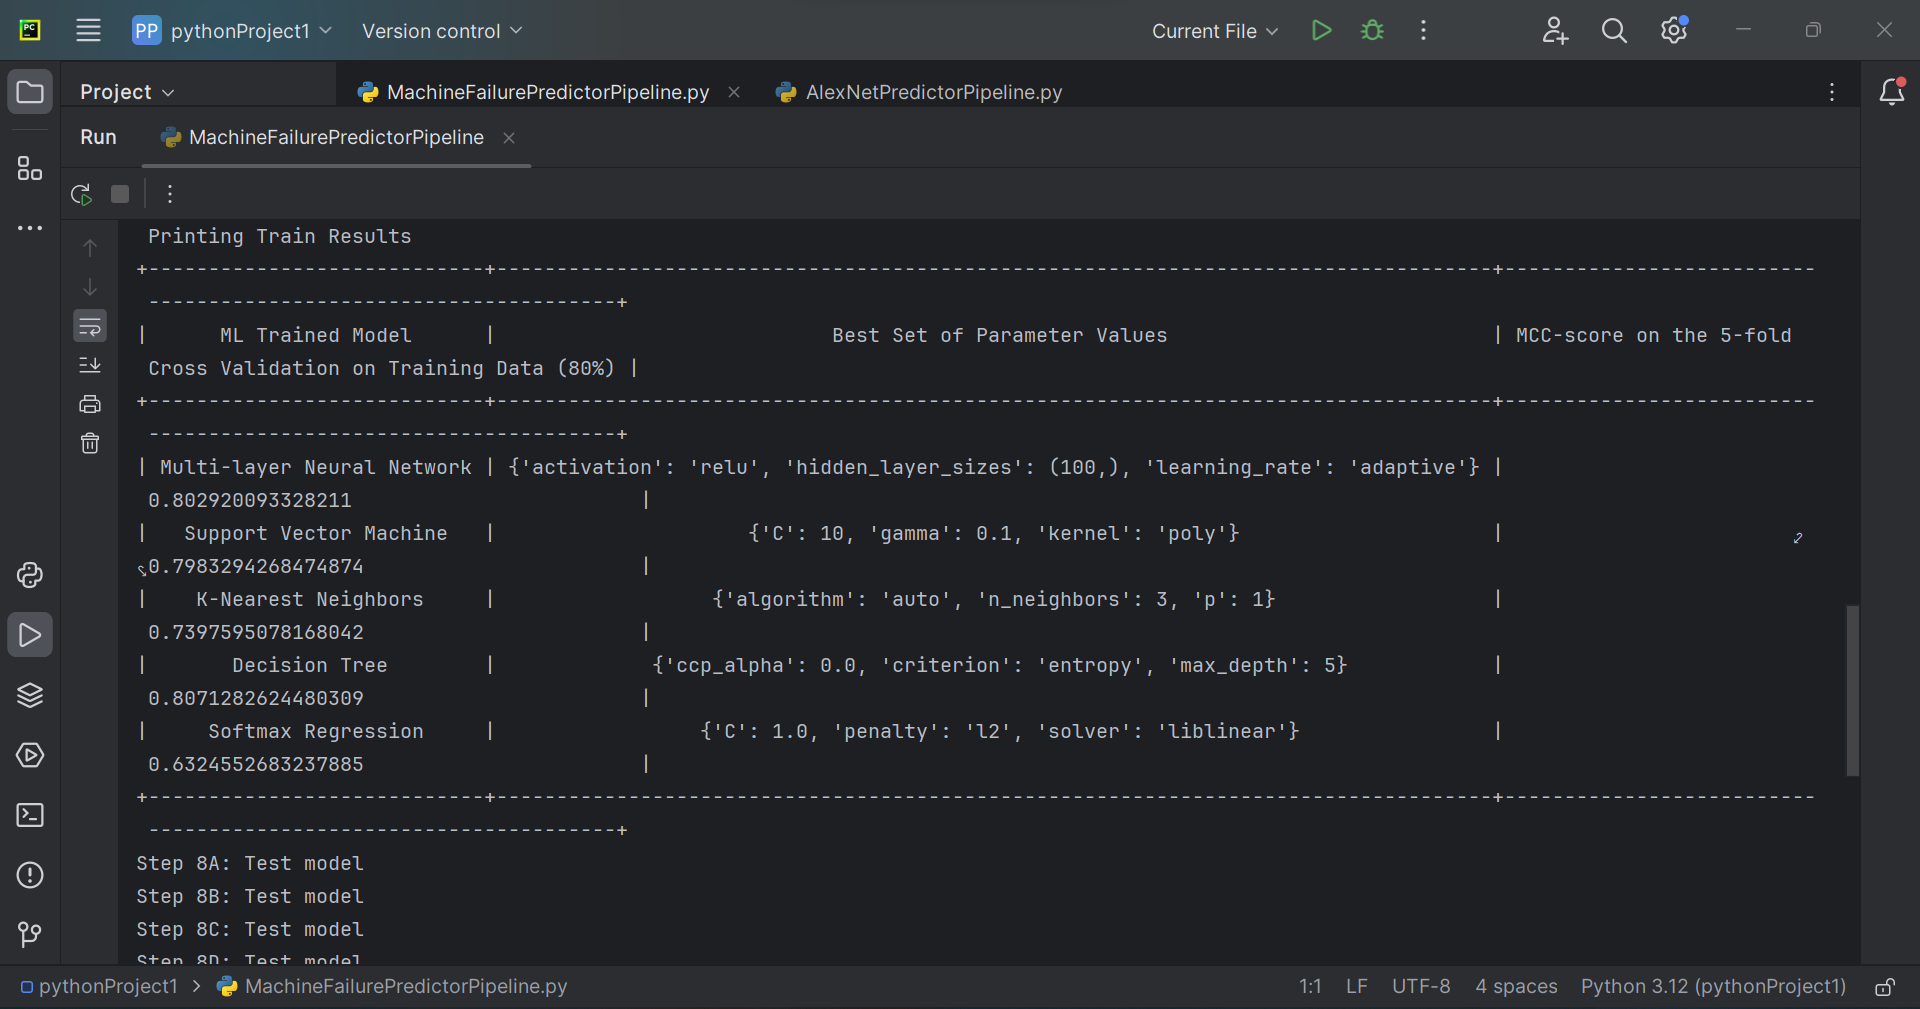 PC
PP pythonProject1 Version control Current File
Project MachineFailurePredictorPipeline.py AlexNetPredictorPipeline.py
Run MachineFailurePredictorPipeline
Printing Train Results
+----------------------------+-----------------------------------------------------------------------------------+--------------------------
---------------------------------------+
| ML Trained Model | Best Set of Parameter Values | MCC-score on the 5-fold
Cross Validation on Training Data (80%) |
+----------------------------+-----------------------------------------------------------------------------------+--------------------------
---------------------------------------+
| Multi-layer Neural Network | {'activation': 'relu', 'hidden_layer_sizes': (100,), 'learning_rate': 'adaptive'} |
0.802920093328211 |
| Support Vector Machine | {'C': 10, 'gamma': 0.1, 'kernel': 'poly'} |
0.7983294268474874 |
| K-Nearest Neighbors | {'algorithm': 'auto', 'n_neighbors': 3, 'p': 1} |
0.7397595078168042 |
| Decision Tree | {'ccp_alpha': 0.0, 'criterion': 'entropy', 'max_depth': 5} |
0.8071282624480309 |
| Softmax Regression | {'C': 1.0, 'penalty': 'l2', 'solver': 'liblinear'} |
0.6324552683237885 |
+----------------------------+-----------------------------------------------------------------------------------+--------------------------
---------------------------------------+
Step 8A: Test model
Step 8B: Test model
Step 8C: Test model
Step 8D: Test model
pythonProject1 > MachineFailurePredictorPipeline.py 1:1 LF UTF-8 4 spaces Python 3.12 (pythonProject1)